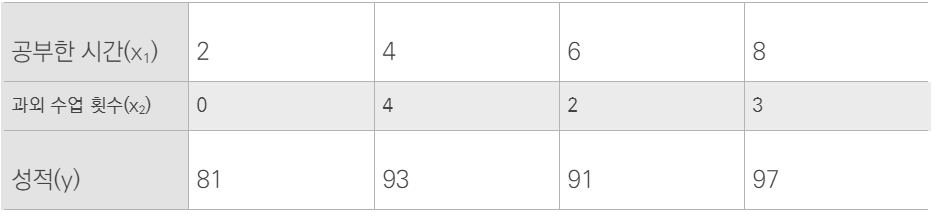 공부한 시간(x₁) 2 4 6 8
과외 수업 횟수(x₂) 0 4 2 3
성적(y) 81 93 91 97